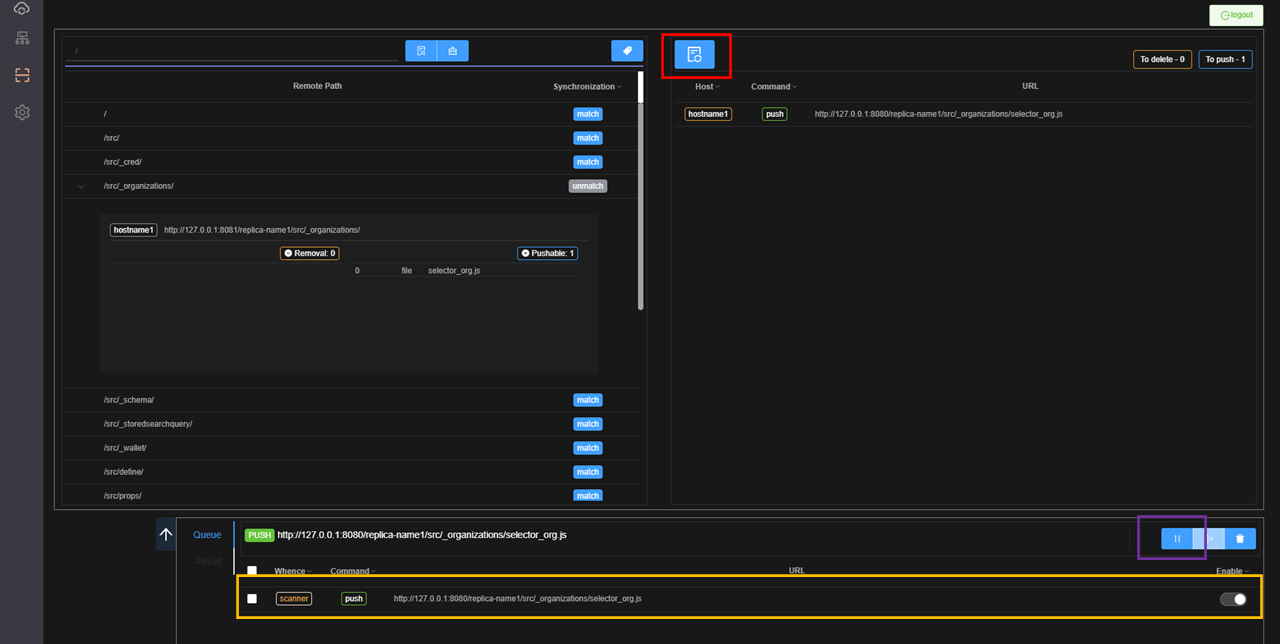 logout
/
To delete - 0 To push - 1
Remote Path Synchronization
Host Command URL
/ match
hostname1 push http://127.0.0.1:8080/replica-name1/src/_organizations/selector_org.js
/src/ match
/src/_cred/ match
/src/_organizations/ unmatch
hostname1 http://127.0.0.1:8081/replica-name1/src/_organizations/
Removal: 0 Pushable: 1
0 file selector_org.js
/src/_schema/ match
/src/_storedsearchquery/ match
/src/_wallet/ match
/src/define/ match
/src/props/ match
Queue PUSH http://127.0.0.1:8080/replica-name1/src/_organizations/selector_org.js
Result
Whence Command URL Enable
scanner push http://127.0.0.1:8080/replica-name1/src/_organizations/selector_org.js